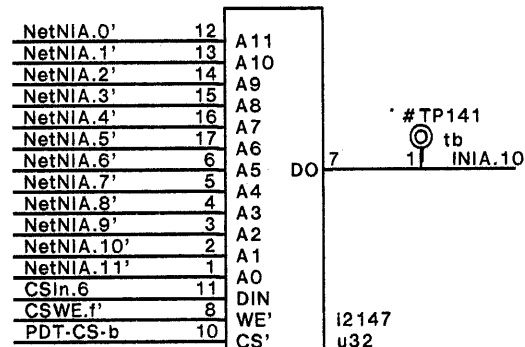 NetNIA.0' 12 A11
NetNIA.1' 13 A10
NetNIA.2' 14 A9
NetNIA.3' 15 A8
NetNIA.4' 16 A7
NetNIA.5' 17 A6
NetNIA.6' 6 A5 DO 7 1 INIA.10
#TP141
tb
NetNIA.7' 5 A4
NetNIA.8' 4 A3
NetNIA.9' 3 A2
NetNIA.10' 2 A1
NetNIA.11' 1 A0
CSIn.6 11 DIN
CSWE.f' 8 WE' i2147
PDT-CS-b 10 CS' u32